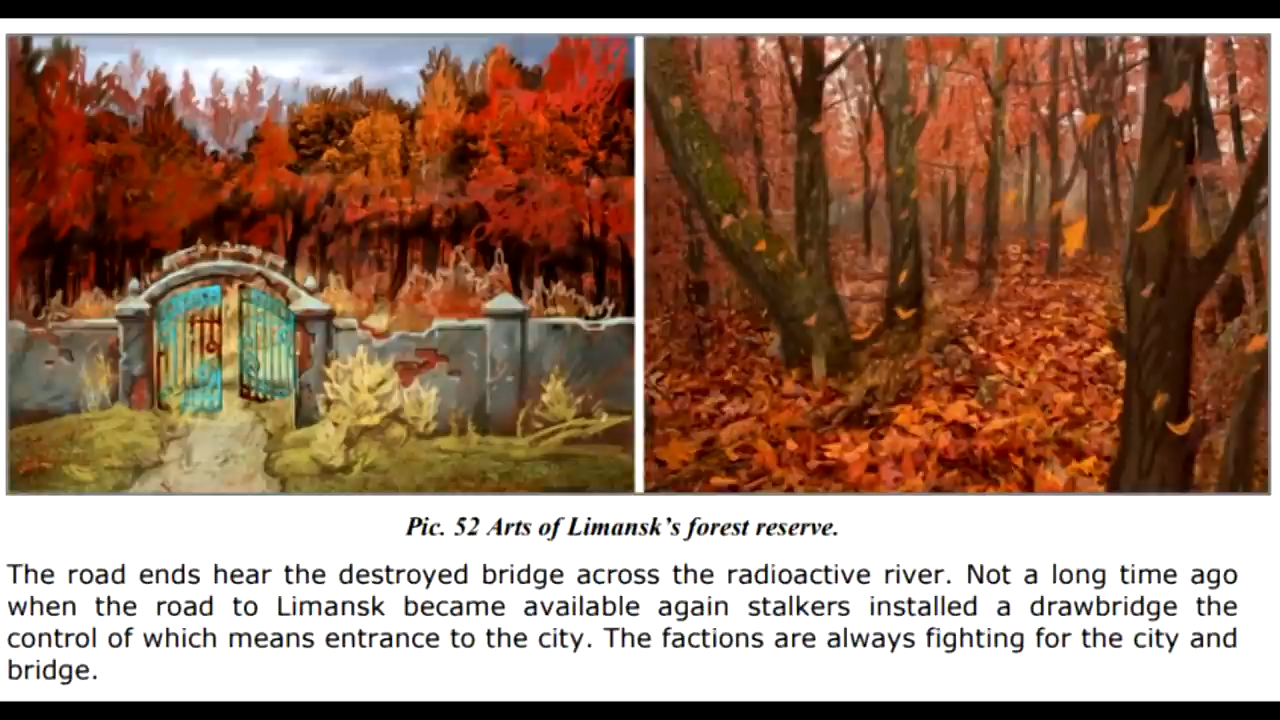 Pic. 52 Arts of Limansk's forest reserve.
The road ends hear the destroyed bridge across the radioactive river. Not a long time ago
when the road to Limansk became available again stalkers installed a drawbridge the
control of which means entrance to the city. The factions are always fighting for the city and
bridge.